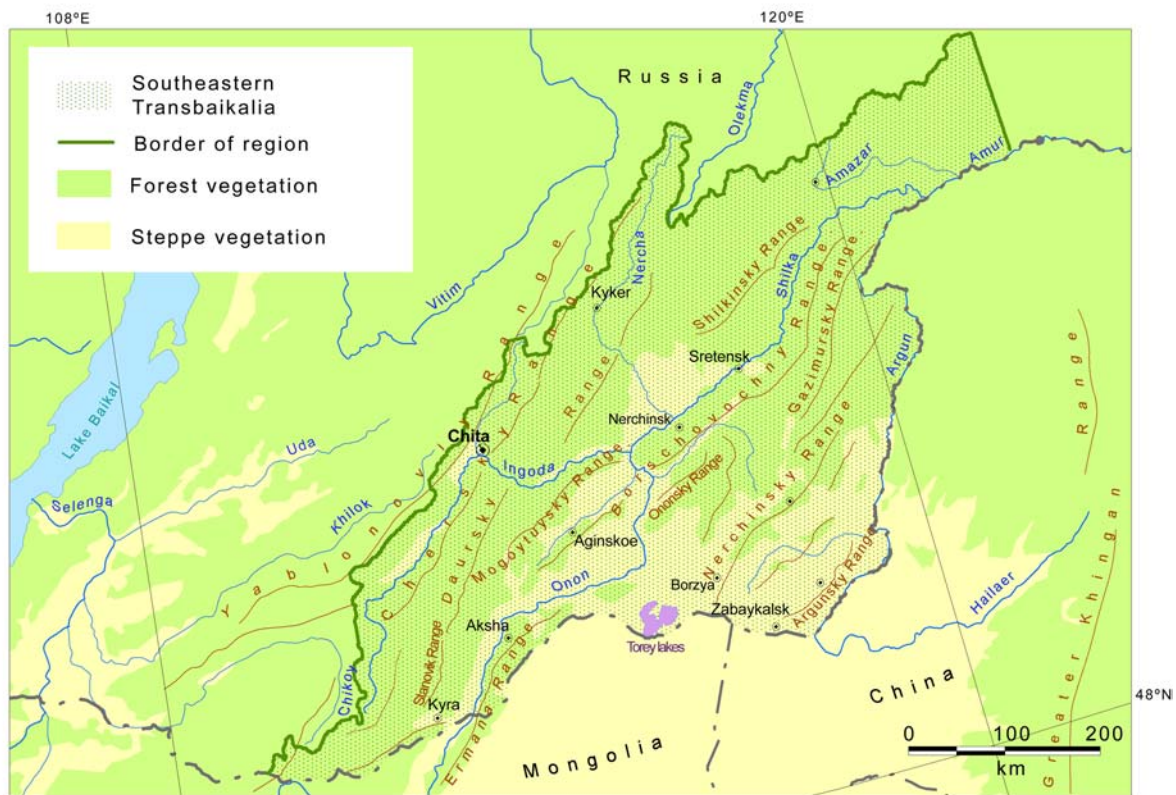 108°E
120°E
Southeastern
Transbaikalia
Border of region
Forest vegetation
Steppe vegetation
Russia
Olekma
Amazar
Amur
Vitim
Nercha
Kyker
Shilkinsky Range
Shilka
Sretensk
Nerchinsk
Borschovochny Range
Gazimursky Range
Argun
Range
Lake Baikal
Selenga
Uda
Khilok
Yablonovy Range
Chita
Chersky Range
Range
Ingoda
Daursky
Mogoytuysky Range
Ononsky Range
Nerchinsky Range
Aginskoe
Onon
Borzya
Zabaykalsk
Argunsky Range
Hailaer
Greater Khingan
Aksha
Torey lakes
Stanovik Range
Chikoy
Kyra
Ermana Range
Mongolia
China
48°N
0 100 200
km